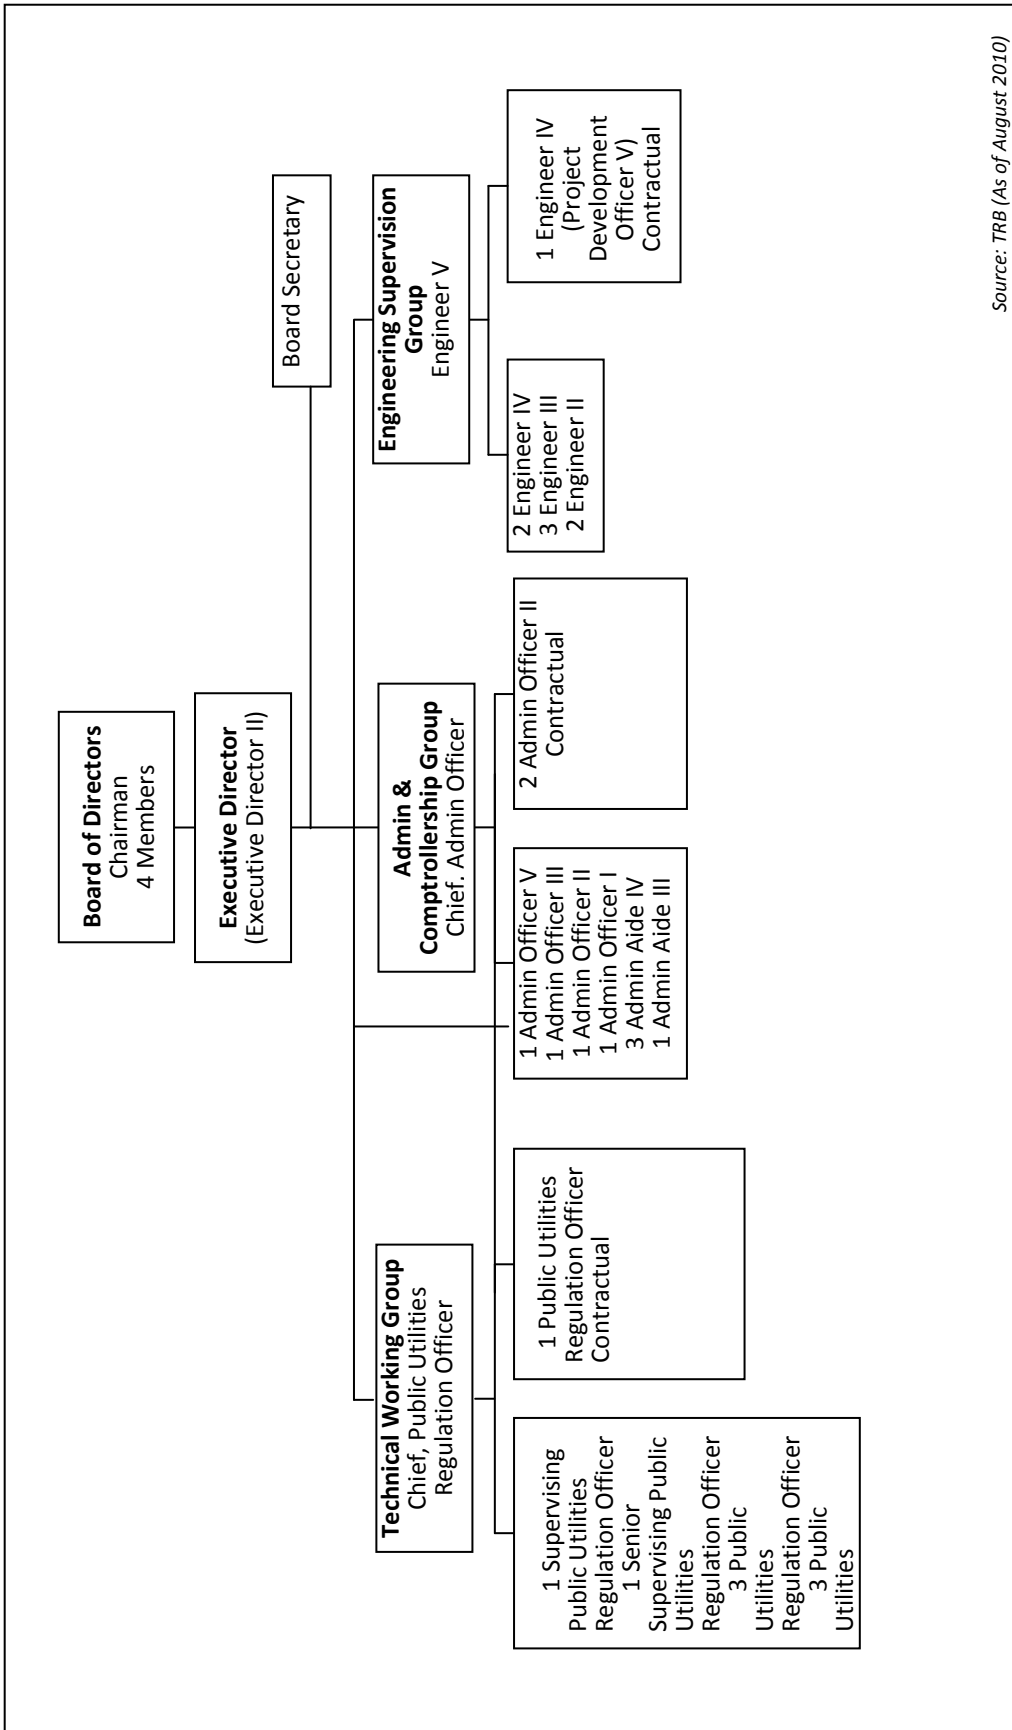 Board of Directors
Chairman
4 Members
Executive Director
(Executive Director II)
Board Secretary
Technical Working Group
Chief, Public Utilities
Regulation Officer
Admin &
Comptrollership Group
Chief. Admin Officer
Engineering Supervision
Group
Engineer V
1 Supervising
Public Utilities
Regulation Officer
1 Senior
Supervising Public
Utilities
Regulation Officer
3 Public
Utilities
Regulation Officer
3 Public
Utilities
1 Public Utilities
Regulation Officer
Contractual
1 Admin Officer V
1 Admin Officer III
1 Admin Officer II
1 Admin Officer I
3 Admin Aide IV
1 Admin Aide III
2 Admin Officer II
Contractual
2 Engineer IV
3 Engineer III
2 Engineer II
1 Engineer IV
(Project
Development
Officer V)
Contractual
Source: TRB (As of August 2010)